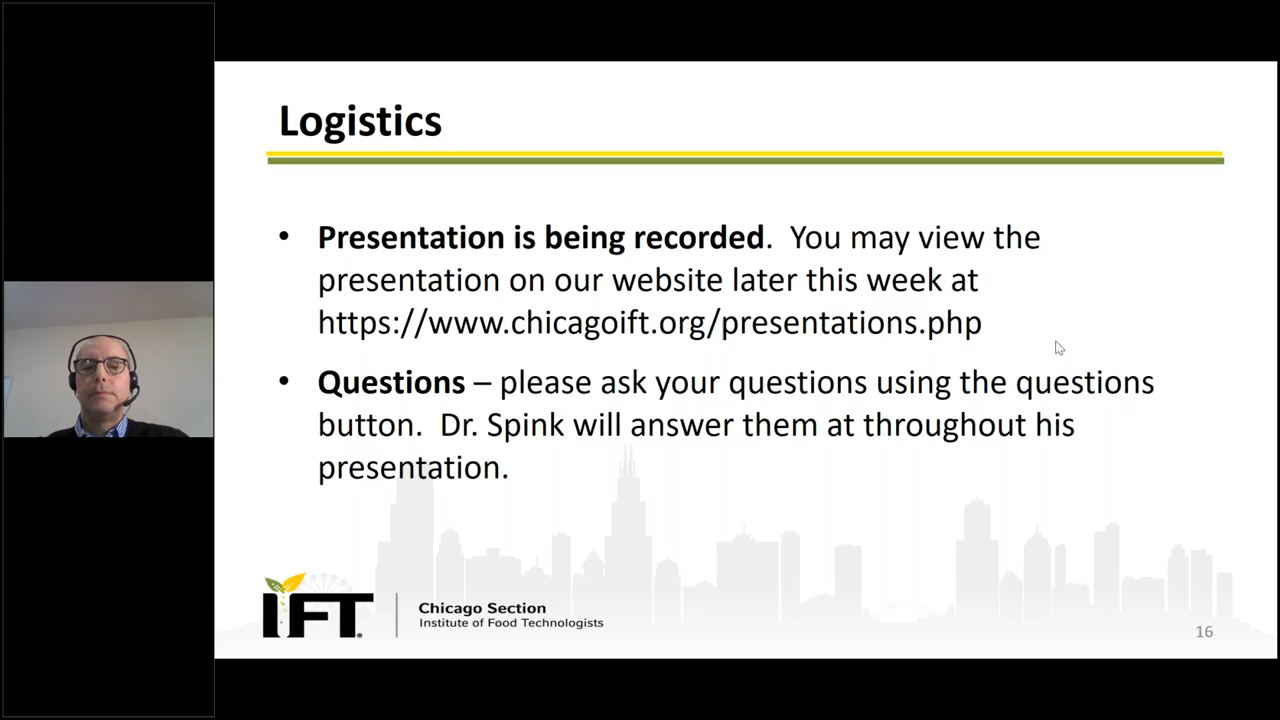 Logistics
• Presentation is being recorded.  You may view the
presentation on our website later this week at
https://www.chicagoift.org/presentations.php
• Questions – please ask your questions using the questions
button.  Dr. Spink will answer them at throughout his
presentation.
IFT
Chicago Section
Institute of Food Technologists
16